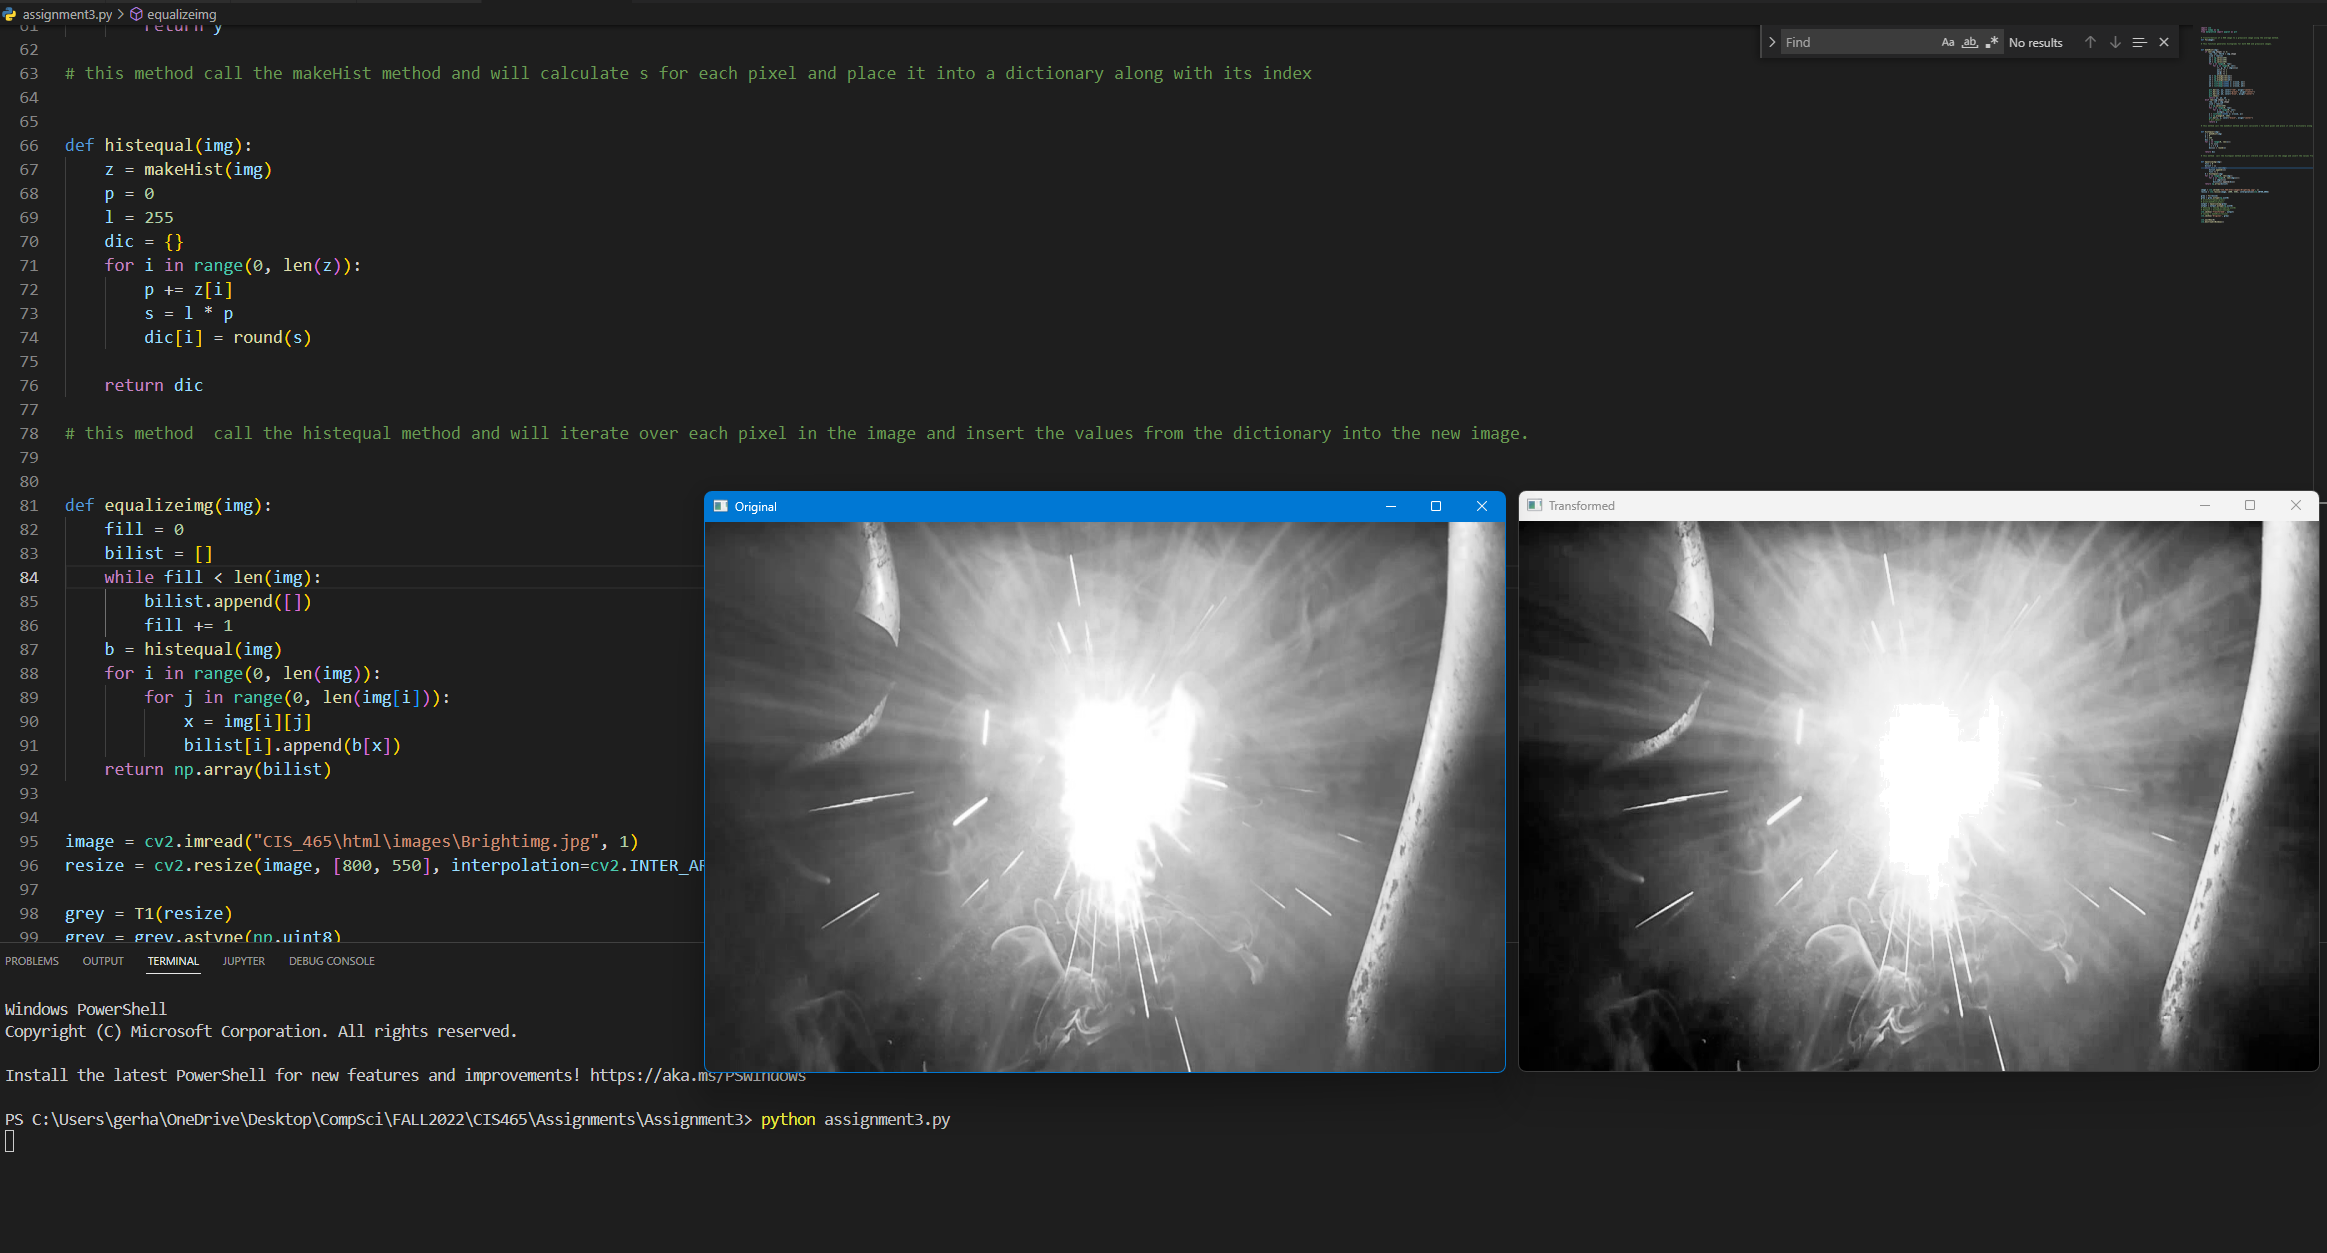 assignment3.py > equalizeimg
61 return y
62
63 # this method call the makeHist method and will calculate s for each pixel and place it into a dictionary along with its index
64
65
66 def histequal(img):
67     z = makeHist(img)
68     p = 0
69     l = 255
70     dic = {}
71     for i in range(0, len(z)):
72         p += z[i]
73         s = l * p
74         dic[i] = round(s)
75
76     return dic
77
78 # this method  call the histequal method and will iterate over each pixel in the image and insert the values from the dictionary into the new image.
79
80
81 def equalizeimg(img):
82     fill = 0
83     bilist = []
84     while fill < len(img):
85         bilist.append([])
86         fill += 1
87     b = histequal(img)
88     for i in range(0, len(img)):
89         for j in range(0, len(img[i])):
90             x = img[i][j]
91             bilist[i].append(b[x])
92     return np.array(bilist)
93
94
95 image = cv2.imread("CIS_465\html\images\Brightimg.jpg", 1)
96 resize = cv2.resize(image, [800, 550], interpolation=cv2.INTER_AR
97
98 grey = T1(resize)
99 grey = grey.astype(np.uint8)
> Find Aa ab .* No results
Original
Transformed
PROBLEMS OUTPUT TERMINAL JUPYTER DEBUG CONSOLE
Windows PowerShell
Copyright (C) Microsoft Corporation. All rights reserved.
Install the latest PowerShell for new features and improvements! https://aka.ms/PSWindows
PS C:\Users\gerha\OneDrive\Desktop\CompSci\FALL2022\CIS465\Assignments\Assignment3> python assignment3.py